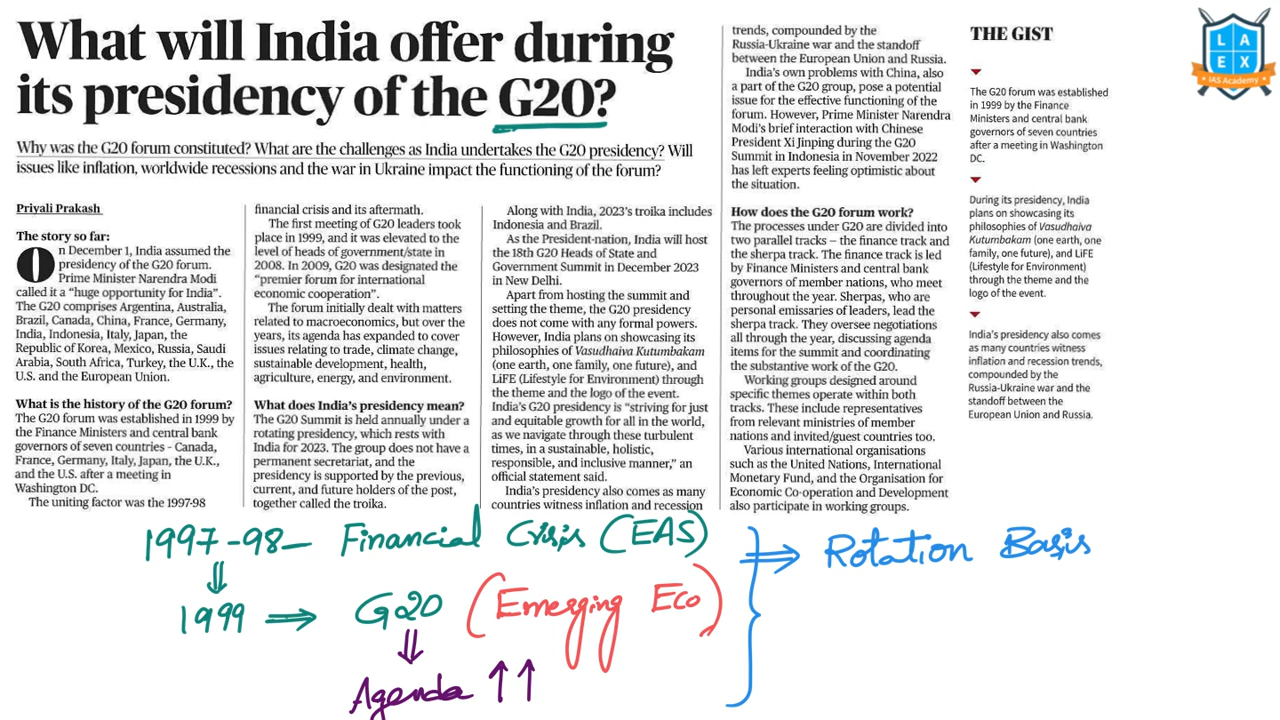 What will India offer during
its presidency of the G20?
Why was the G20 forum constituted? What are the challenges as India undertakes the G20 presidency? Will
issues like inflation, worldwide recessions and the war in Ukraine impact the functioning of the forum?
Priyali Prakash
The story so far:
On December 1, India assumed the
presidency of the G20 forum.
Prime Minister Narendra Modi
called it a “huge opportunity for India”.
The G20 comprises Argentina, Australia,
Brazil, Canada, China, France, Germany,
India, Indonesia, Italy, Japan, the
Republic of Korea, Mexico, Russia, Saudi
Arabia, South Africa, Turkey, the U.K., the
U.S. and the European Union.
What is the history of the G20 forum?
The G20 forum was established in 1999 by
the Finance Ministers and central bank
governors of seven countries – Canada,
France, Germany, Italy, Japan, the U.K.,
and the U.S. after a meeting in
Washington DC.
The uniting factor was the 1997-98
financial crisis and its aftermath.
The first meeting of G20 leaders took
place in 1999, and it was elevated to the
level of heads of government/state in
2008. In 2009, G20 was designated the
“premier forum for international
economic cooperation”.
The forum initially dealt with matters
related to macroeconomics, but over the
years, its agenda has expanded to cover
issues relating to trade, climate change,
sustainable development, health,
agriculture, energy, and environment.
What does India’s presidency mean?
The G20 Summit is held annually under a
rotating presidency, which rests with
India for 2023. The group does not have a
permanent secretariat, and the
presidency is supported by the previous,
current, and future holders of the post,
together called the troika.
Along with India, 2023’s troika includes
Indonesia and Brazil.
As the President-nation, India will host
the 18th G20 Heads of State and
Government Summit in December 2023
in New Delhi.
Apart from hosting the summit and
setting the theme, the G20 presidency
does not come with any formal powers.
However, India plans on showcasing its
philosophies of Vasudhaiva Kutumbakam
(one earth, one family, one future), and
LiFE (Lifestyle for Environment) through
the theme and the logo of the event.
India’s G20 presidency is “striving for just
and equitable growth for all in the world,
as we navigate through these turbulent
times, in a sustainable, holistic,
responsible, and inclusive manner,” an
official statement said.
India’s presidency also comes as many
countries witness inflation and recession
trends, compounded by the
Russia-Ukraine war and the standoff
between the European Union and Russia.
India’s own problems with China, also
a part of the G20 group, pose a potential
issue for the effective functioning of the
forum. However, Prime Minister Narendra
Modi’s brief interaction with Chinese
President Xi Jinping during the G20
Summit in Indonesia in November 2022
has left experts feeling optimistic about
the situation.
How does the G20 forum work?
The processes under G20 are divided into
two parallel tracks – the finance track and
the sherpa track. The finance track is led
by Finance Ministers and central bank
governors of member nations, who meet
throughout the year. Sherpas, who are
personal emissaries of leaders, lead the
sherpa track. They oversee negotiations
all through the year, discussing agenda
items for the summit and coordinating
the substantive work of the G20.
Working groups designed around
specific themes operate within both
tracks. These include representatives
from relevant ministries of member
nations and invited/guest countries too.
Various international organisations
such as the United Nations, International
Monetary Fund, and the Organisation for
Economic Co-operation and Development
also participate in working groups.
THE GIST
The G20 forum was established
in 1999 by the Finance
Ministers and central bank
governors of seven countries
after a meeting in Washington
DC.
During its presidency, India
plans on showcasing its
philosophies of Vasudhaiva
Kutumbakam (one earth, one
family, one future), and LiFE
(Lifestyle for Environment)
through the theme and the
logo of the event.
India’s presidency also comes
as many countries witness
inflation and recession trends,
compounded by the
Russia-Ukraine war and the
standoff between the
European Union and Russia.
L A
E X
IAS Academy
1997-98 – Financial Crisis (EAS)
1999 ⇒ G20 (Emerging Eco)
Agenda ↑↑
⇒ Rotation Basis